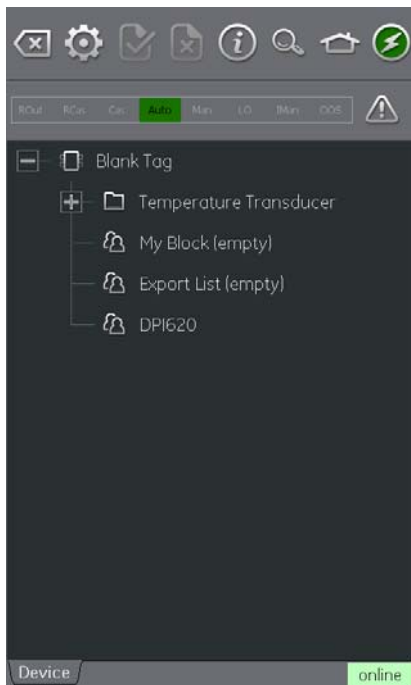 ROut RCas Cas Auto Man LO IMan OOS
Blank Tag
Temperature Transducer
My Block (empty)
Export List (empty)
DPI620
Device online